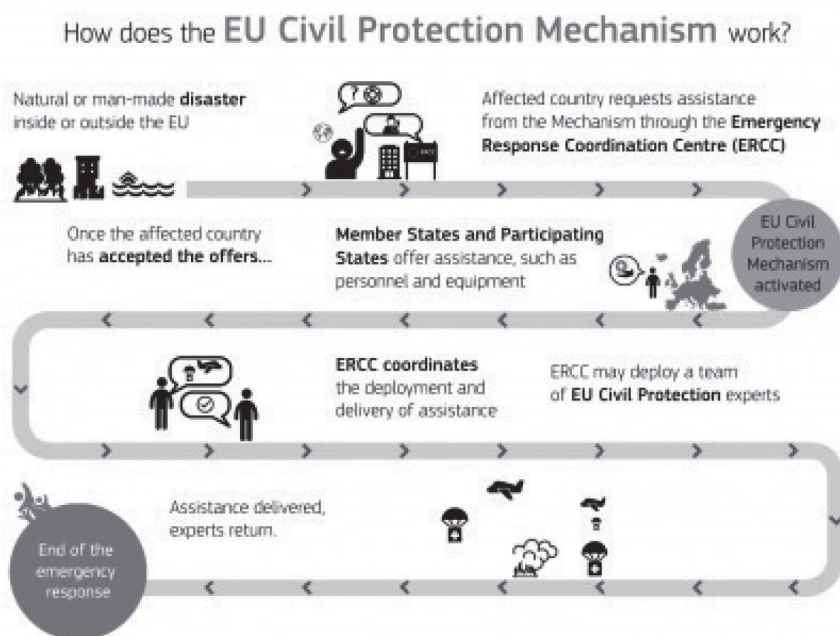 How does the EU Civil Protection Mechanism work?
Natural or man-made disaster
inside or outside the EU
?
Affected country requests assistance
from the Mechanism through the Emergency
Response Coordination Centre (ERCC)
EU Civil
Protection
Mechanism
activated
Member States and Participating
States offer assistance, such as
personnel and equipment
Once the affected country
has accepted the offers...
ERCC coordinates
the deployment and
delivery of assistance
ERCC may deploy a team
of EU Civil Protection experts
Assistance delivered,
experts return.
End of the
emergency
response